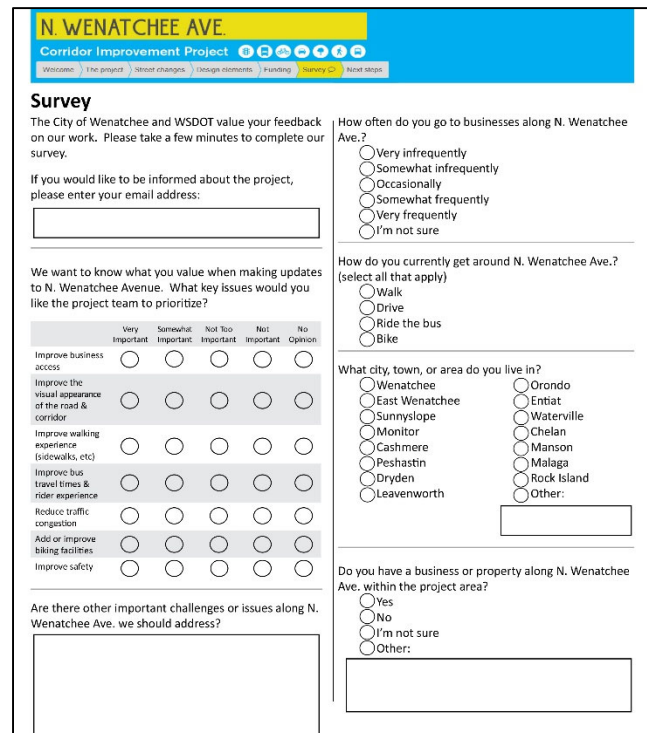 N. WENATCHEE AVE.
Corridor Improvement Project
Welcome The project Street changes Design elements Funding Survey Next steps
Survey
The City of Wenatchee and WSDOT value your feedback
on our work. Please take a few minutes to complete our
survey.
If you would like to be informed about the project,
please enter your email address:
We want to know what you value when making updates
to N. Wenatchee Avenue. What key issues would you
like the project team to prioritize?
Very Important Somewhat Important Not Too Important Not Important No Opinion
Improve business
access
Improve the
visual appearance
of the road &
corridor
Improve walking
experience
(sidewalks, etc)
Improve bus
travel times &
rider experience
Reduce traffic
congestion
Add or improve
biking facilities
Improve safety
Are there other important challenges or issues along N.
Wenatchee Ave. we should address?
How often do you go to businesses along N. Wenatchee
Ave.?
Very infrequently
Somewhat infrequently
Occasionally
Somewhat frequently
Very frequently
I'm not sure
How do you currently get around N. Wenatchee Ave.?
(select all that apply)
Walk
Drive
Ride the bus
Bike
What city, town, or area do you live in?
Wenatchee
East Wenatchee
Sunnyslope
Monitor
Cashmere
Peshastin
Dryden
Leavenworth
Orondo
Entiat
Waterville
Chelan
Manson
Malaga
Rock Island
Other:
Do you have a business or property along N. Wenatchee
Ave. within the project area?
Yes
No
I'm not sure
Other: